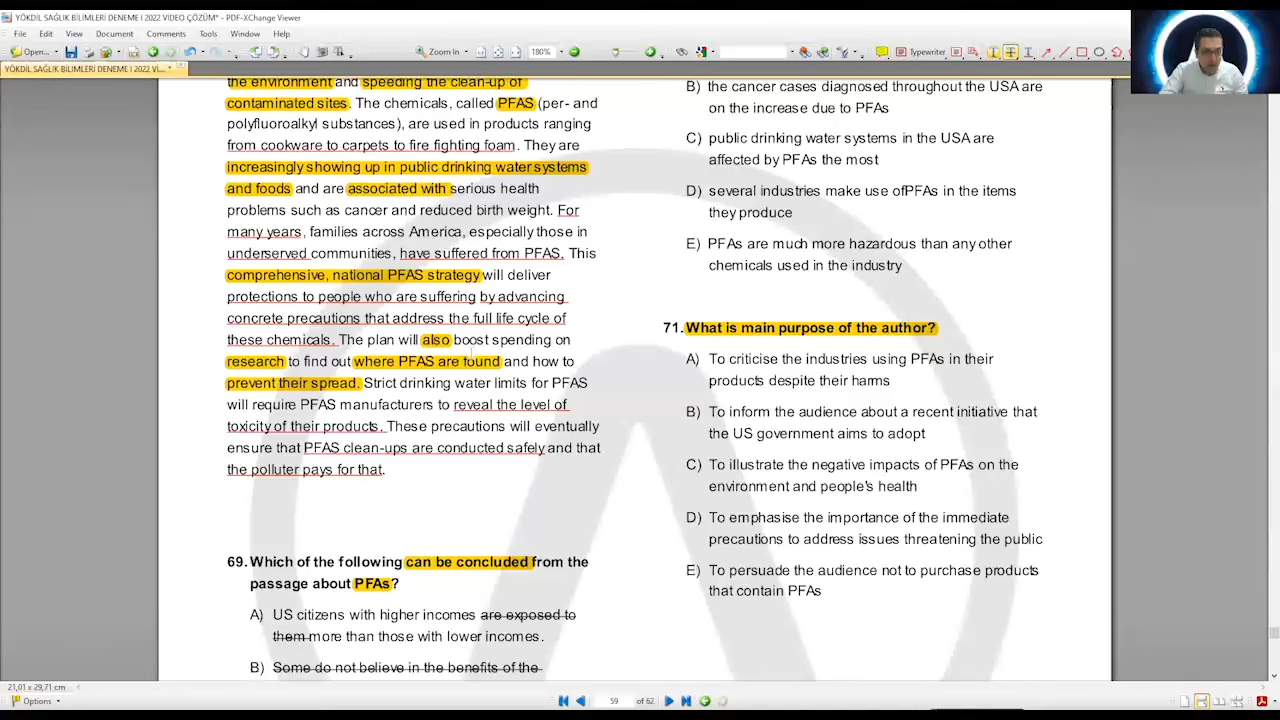 YÖKDİL SAĞLIK BİLİMLERİ DENEME I 2022 VİDEO ÇÖZÜM* - PDF-XChange Viewer
File Edit View Document Comments Tools Window Help
Open... Zoom In 180% Typewriter
YÖKDİL SAĞLIK BİLİMLERİ DENEME I 2022 Vİ...
the environment and speeding the clean-up of
contaminated sites. The chemicals, called PFAS (per- and
polyfluoroalkyl substances), are used in products ranging
from cookware to carpets to fire fighting foam. They are
increasingly showing up in public drinking water systems
and foods and are associated with serious health
problems such as cancer and reduced birth weight. For
many years, families across America, especially those in
underserved communities, have suffered from PFAS. This
comprehensive, national PFAS strategy will deliver
protections to people who are suffering by advancing
concrete precautions that address the full life cycle of
these chemicals. The plan will also boost spending on
research to find out where PFAS are found and how to
prevent their spread. Strict drinking water limits for PFAS
will require PFAS manufacturers to reveal the level of
toxicity of their products. These precautions will eventually
ensure that PFAS clean-ups are conducted safely and that
the polluter pays for that.
69. Which of the following can be concluded from the
passage about PFAs?
A) US citizens with higher incomes are exposed to
them more than those with lower incomes.
B) Some do not believe in the benefits of the
B) the cancer cases diagnosed throughout the USA are
on the increase due to PFAs
C) public drinking water systems in the USA are
affected by PFAs the most
D) several industries make use ofPFAs in the items
they produce
E) PFAs are much more hazardous than any other
chemicals used in the industry
71. What is main purpose of the author?
A) To criticise the industries using PFAs in their
products despite their harms
B) To inform the audience about a recent initiative that
the US government aims to adopt
C) To illustrate the negative impacts of PFAs on the
environment and people's health
D) To emphasise the importance of the immediate
precautions to address issues threatening the public
E) To persuade the audience not to purchase products
that contain PFAs
21,01 x 29,71 cm
Options 59 of 62